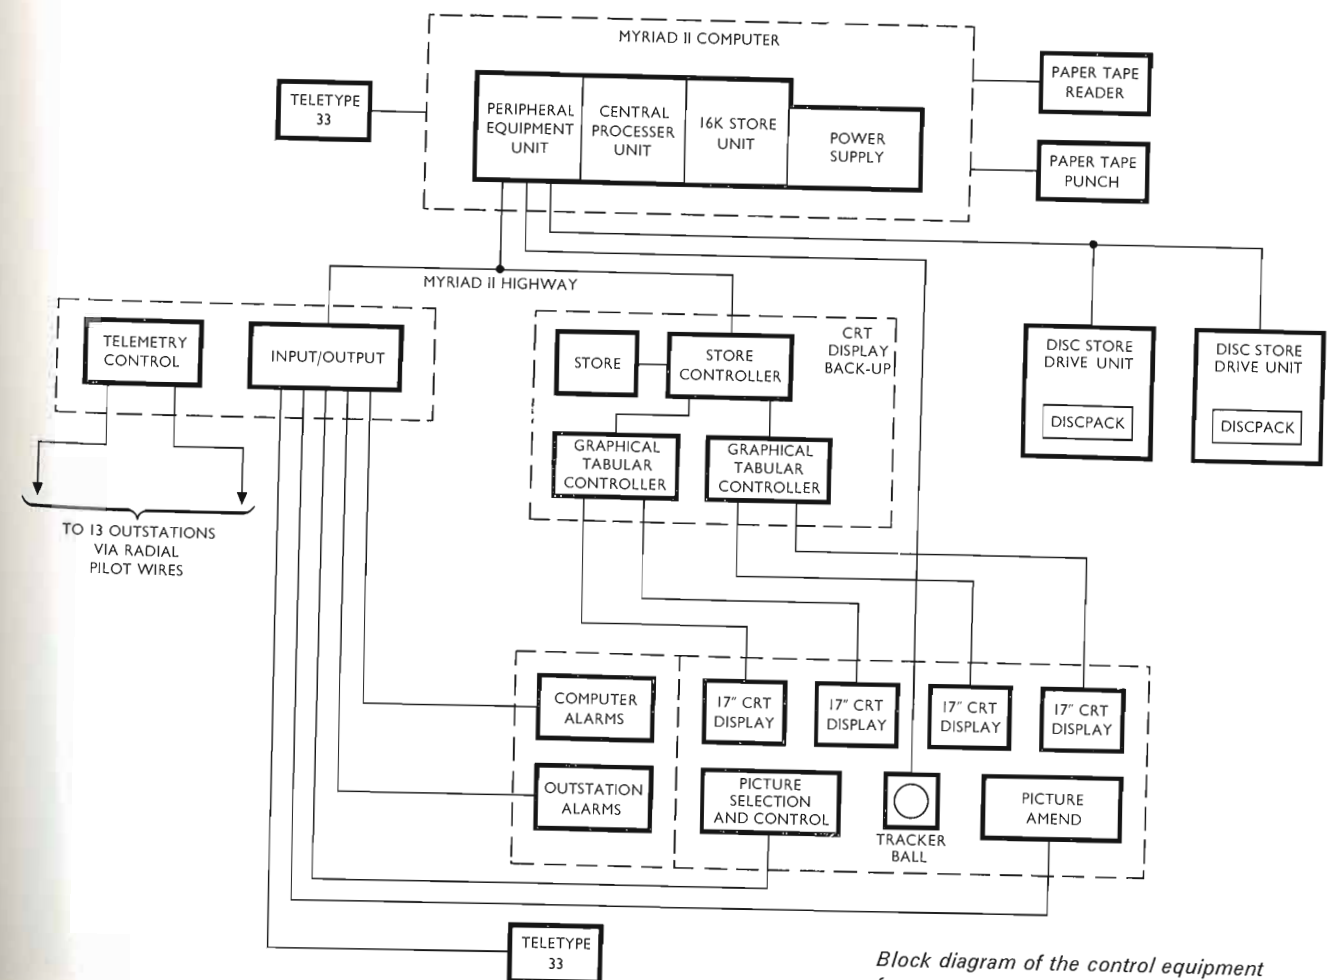 MYRIAD II COMPUTER
TELETYPE
33
PERIPHERAL
EQUIPMENT
UNIT
CENTRAL
PROCESSER
UNIT
16K STORE
UNIT
POWER
SUPPLY
PAPER TAPE
READER
PAPER TAPE
PUNCH
MYRIAD II HIGHWAY
TELEMETRY
CONTROL
INPUT/OUTPUT
STORE
STORE
CONTROLLER
CRT
DISPLAY
BACK-UP
GRAPHICAL
TABULAR
CONTROLLER
GRAPHICAL
TABULAR
CONTROLLER
DISC STORE
DRIVE UNIT
DISCPACK
DISC STORE
DRIVE UNIT
DISCPACK
TO 13 OUTSTATIONS
VIA RADIAL
PILOT WIRES
COMPUTER
ALARMS
17" CRT
DISPLAY
17" CRT
DISPLAY
17" CRT
DISPLAY
17" CRT
DISPLAY
OUTSTATION
ALARMS
PICTURE
SELECTION
AND CONTROL
TRACKER
BALL
PICTURE
AMEND
TELETYPE
33
Block diagram of the control equipment